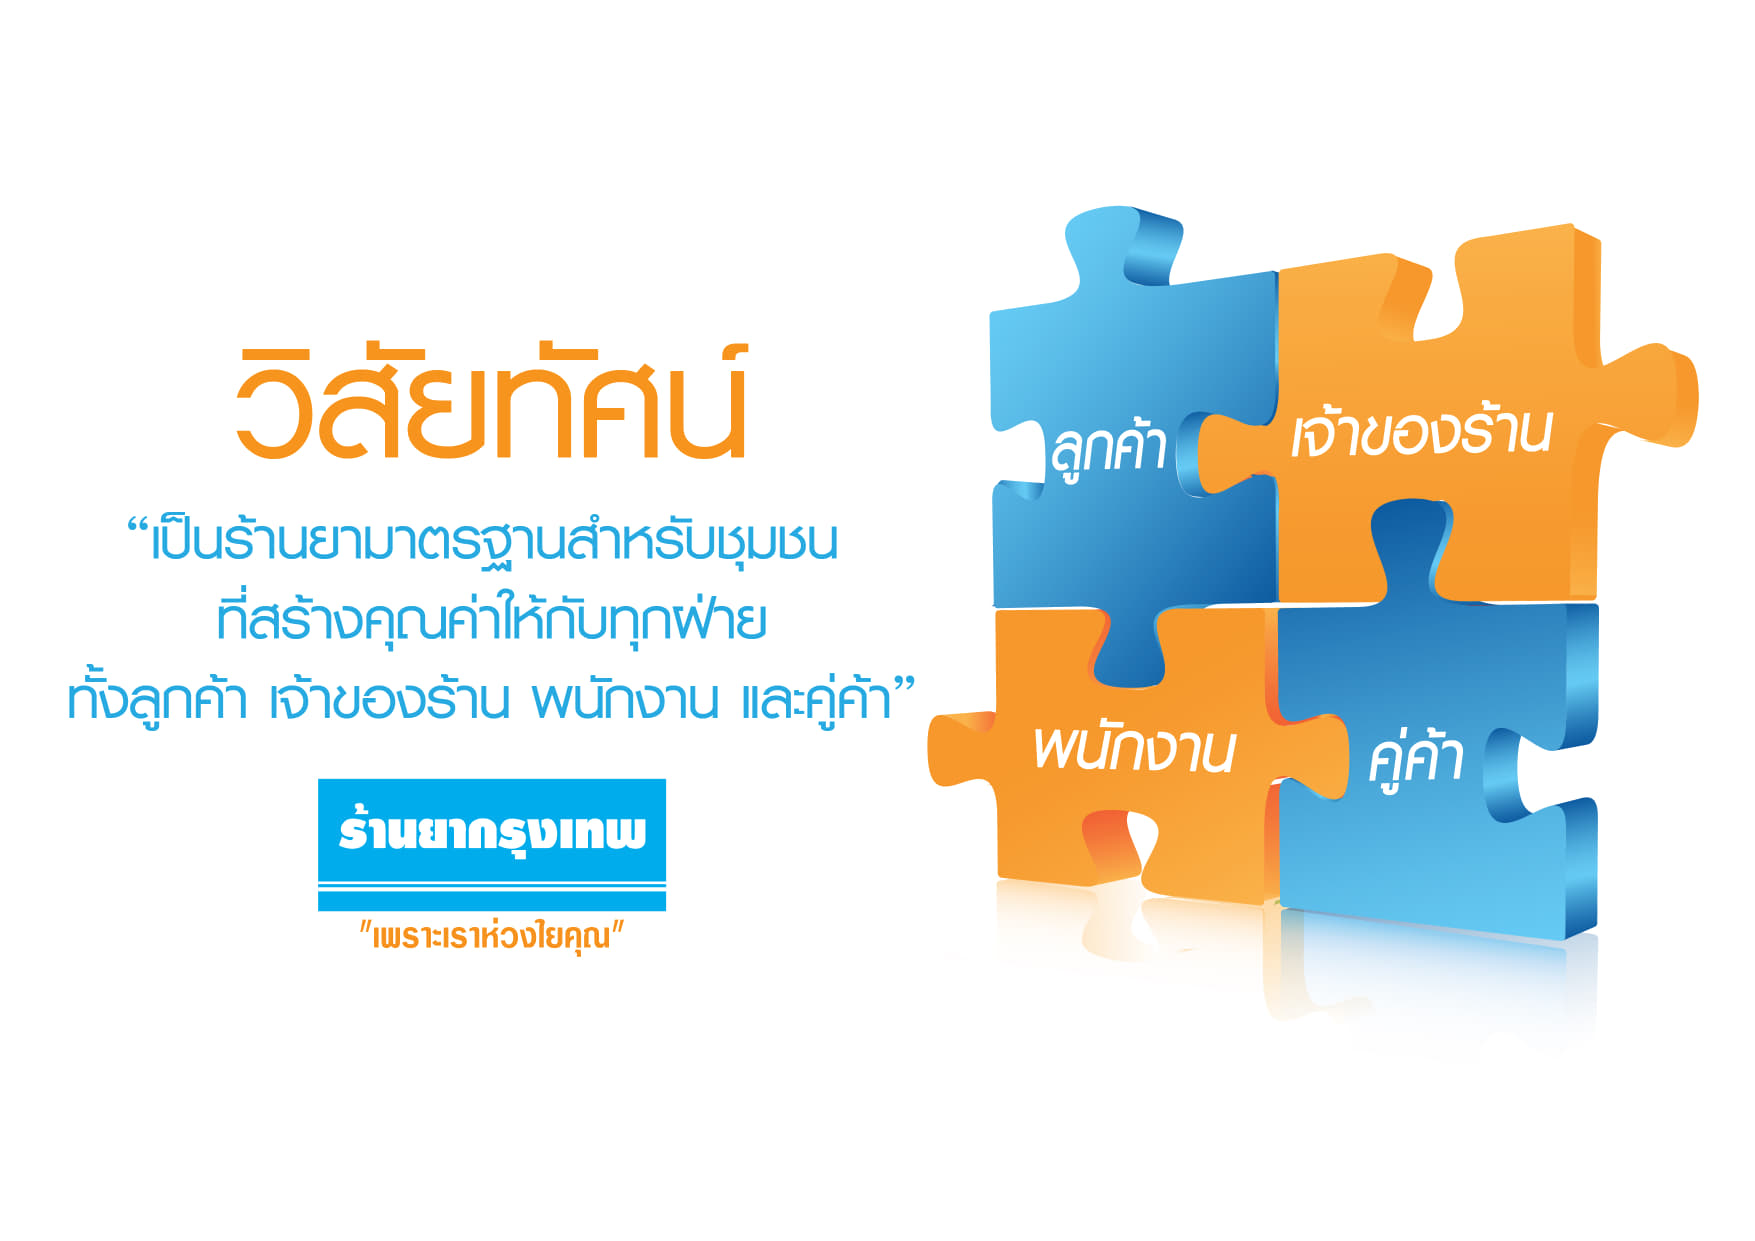 วิสัยทัศน์
“เป็นร้านยามาตรฐานสำหรับชุมชน
ที่สร้างคุณค่าให้กับทุกฝ่าย
ทั้งลูกค้า เจ้าของร้าน พนักงาน และคู่ค้า”
ร้านยากรุงเทพ
"เพราะเราห่วงใยคุณ"
ลูกค้า
เจ้าของร้าน
พนักงาน
คู่ค้า